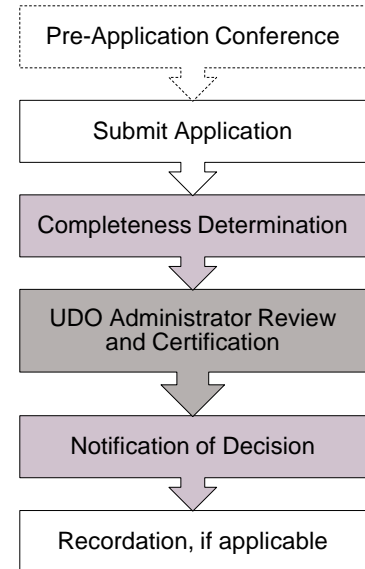 Pre-Application Conference
Submit Application
Completeness Determination
UDO Administrator Review
and Certification
Notification of Decision
Recordation, if applicable